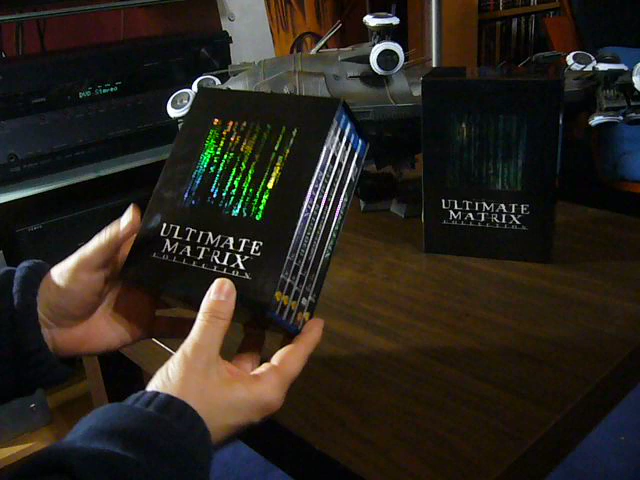 DVD Stereo
ULTIMATE
MATRIX
COLLECTION
ULTIMATE
MATRIX
COLLECTION